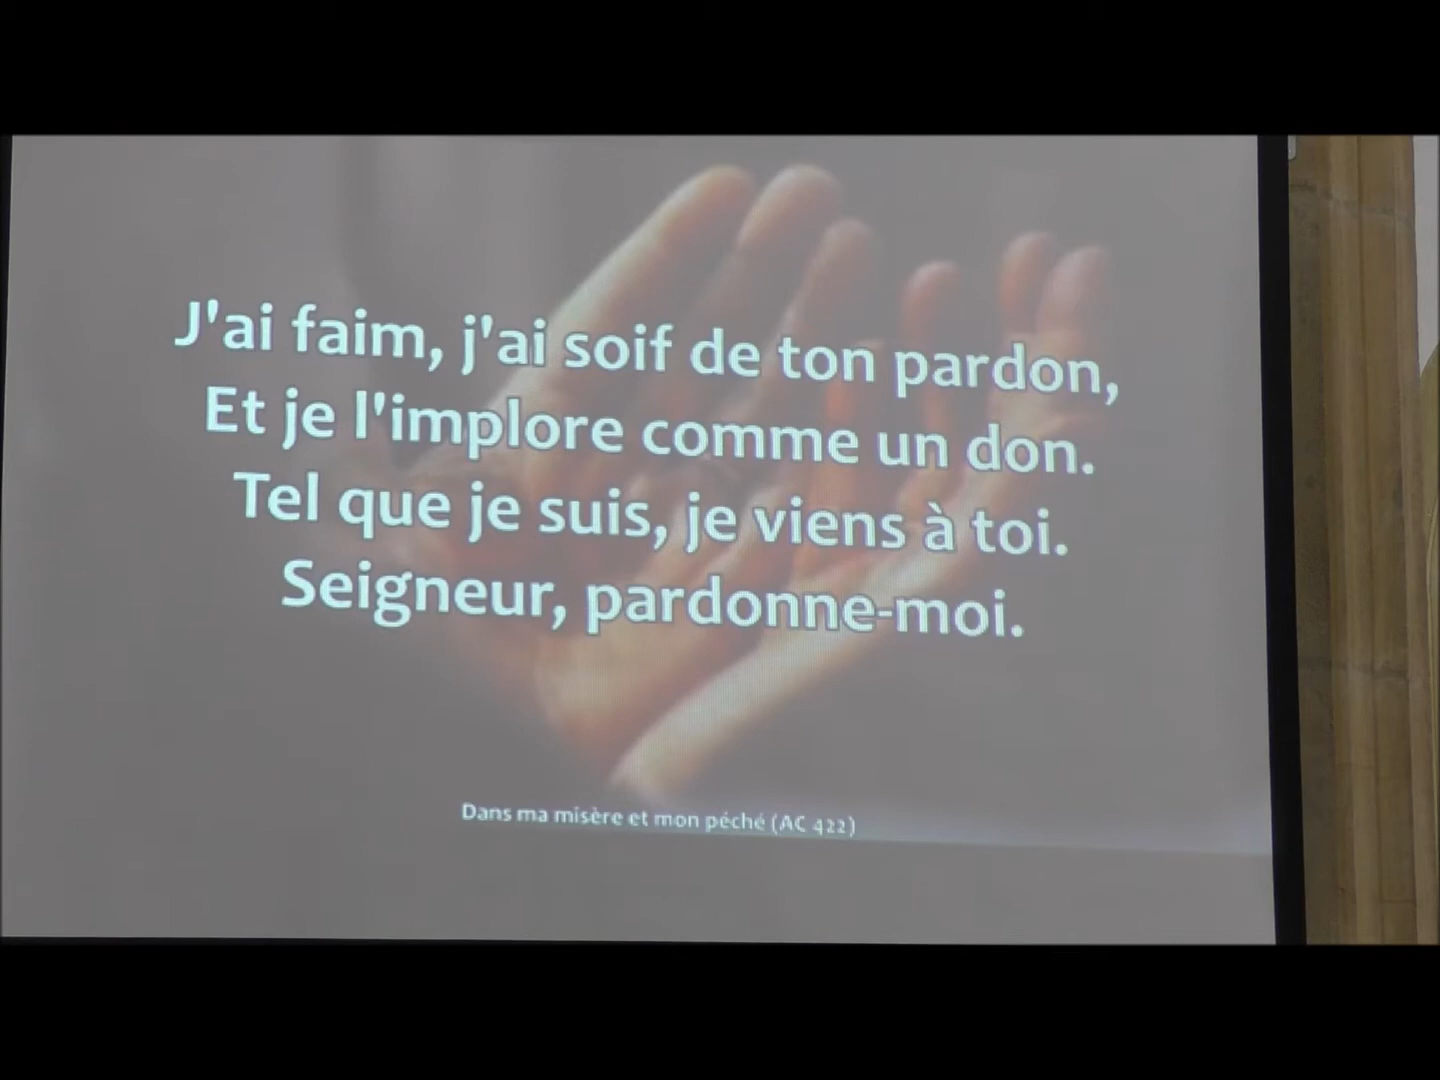 J'ai faim, j'ai soif de ton pardon,
Et je l'implore comme un don.
Tel que je suis, je viens à toi.
Seigneur, pardonne-moi.
Dans ma misère et mon péché (AC 422)